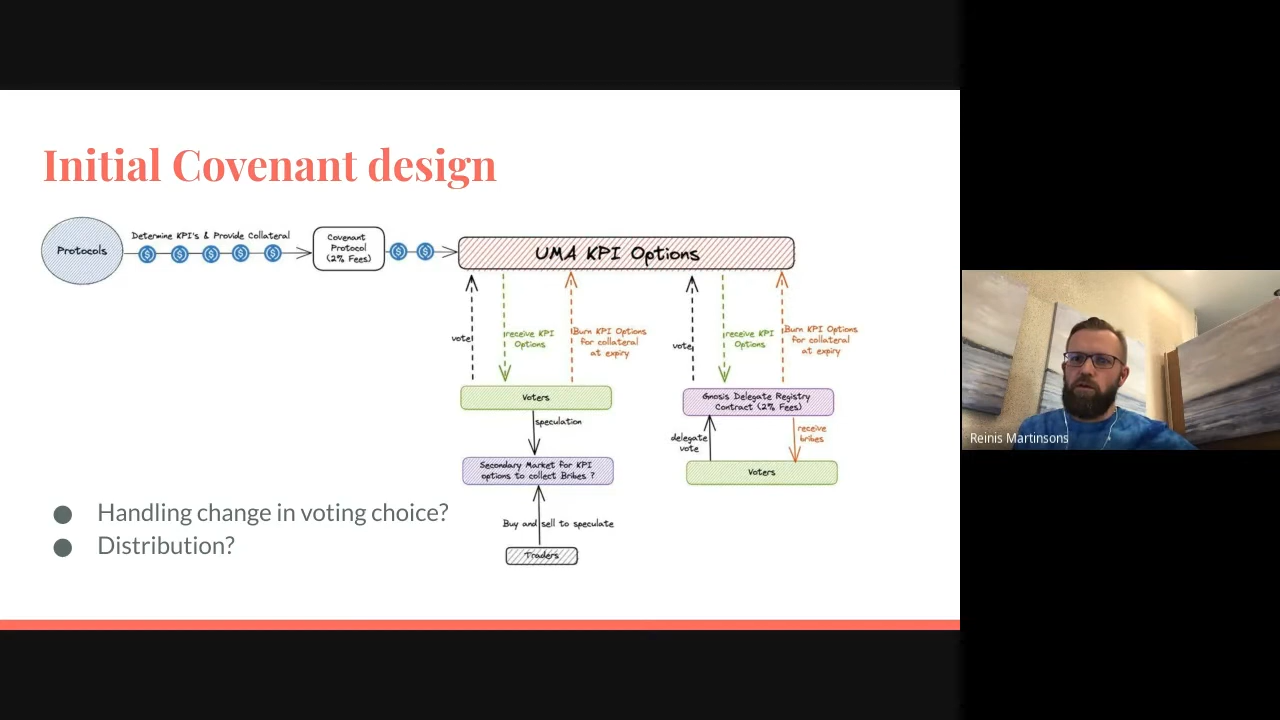 Initial Covenant design
Protocols
Determine KPI's & Provide Collateral
Covenant
Protocol
(2% Fees)
UMA KPI Options
vote
receive KPI
Options
Burn KPI Options
for collateral
at expiry
vote
receive KPI
Options
Burn KPI Options
for collateral
at expiry
Voters
Gnosis Delegate Registry
Contract (2% Fees)
speculation
delegate
vote
receive
bribes
Secondary Market for KPI
options to collect Bribes ?
Voters
Buy and sell to speculate
Traders
● Handling change in voting choice?
● Distribution?
Reinis Martinsons